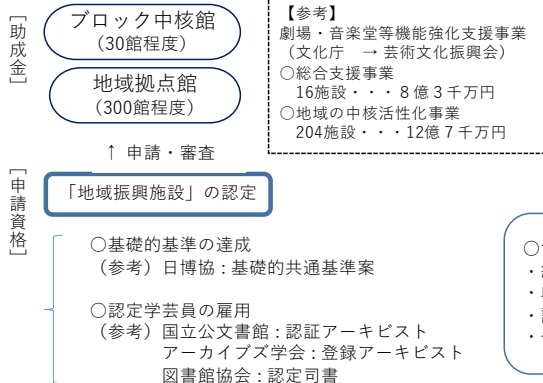 [助成金]
ブロック中核館
（30館程度）
地域拠点館
（300館程度）
【参考】
劇場・音楽堂等機能強化支援事業
（文化庁　→ 芸術文化振興会）
○総合支援事業
16施設・・・８億３千万円
○地域の中核活性化事業
204施設・・・12億７千万円
↑ 申請・審査
[申請資格]
「地域振興施設」の認定
○基礎的基準の達成
（参考）日博協：基礎的共通基準案
○認定学芸員の雇用
（参考）国立公文書館：認証アーキビスト
アーカイブズ学会：登録アーキビスト
図書館協会：認定司書